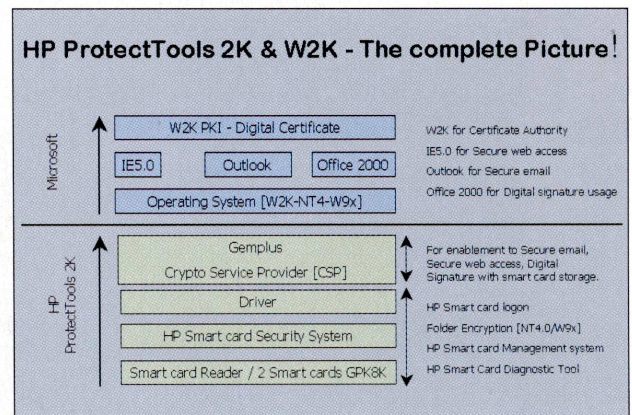 HP ProtectTools 2K & W2K - The complete Picture!
Microsoft
W2K PKI - Digital Certificate
IE5.0
Outlook
Office 2000
Operating System [W2K-NT4-W9x]
W2K for Certificate Authority
IE5.0 for Secure web access
Outlook for Secure email
Office 2000 for Digital signature usage
HP
ProtectTools 2K
Gemplus
Crypto Service Provider [CSP]
Driver
HP Smart card Security System
Smart card Reader / 2 Smart cards GPK8K
For enablement to Secure email,
Secure web access, Digital
Signature with smart card storage.
HP Smart card logon
Folder Encryption [NT4.0/W9x]
HP Smart card Management system
HP Smart Card Diagnostic Tool